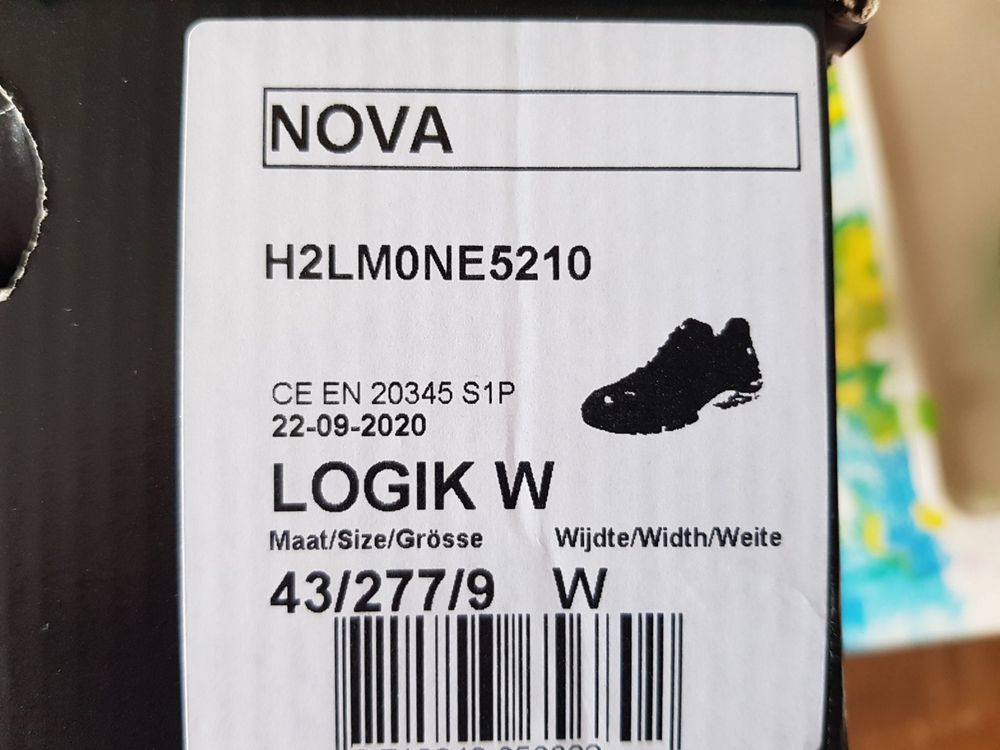 NOVA
H2LM0NE5210
CE EN 20345 S1P
22-09-2020
LOGIK W
Maat/Size/Grösse Wijdte/Width/Weite
43/277/9 W